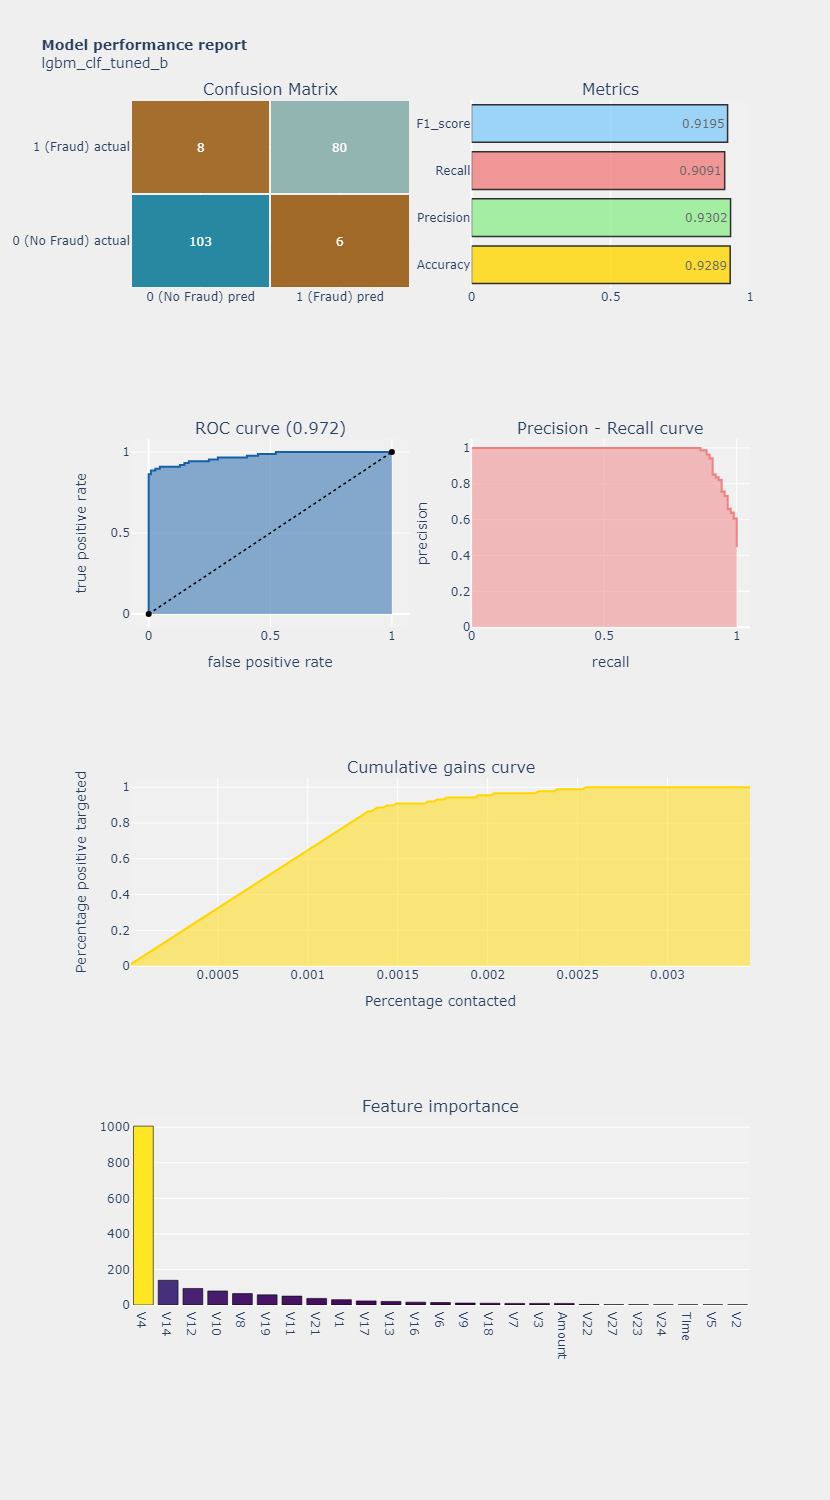 Model performance report
lgbm_clf_tuned_b
Confusion Matrix
1 (Fraud) actual
8
80
0 (No Fraud) actual
103
6
0 (No Fraud) pred
1 (Fraud) pred
Metrics
F1_score
0.9195
Recall
0.9091
Precision
0.9302
Accuracy
0.9289
0
0.5
1
ROC curve (0.972)
true positive rate
1
0.5
0
0
0.5
1
false positive rate
Precision - Recall curve
precision
1
0.8
0.6
0.4
0.2
0
0
0.5
1
recall
Cumulative gains curve
Percentage positive targeted
1
0.8
0.6
0.4
0.2
0
0.0005
0.001
0.0015
0.002
0.0025
0.003
Percentage contacted
Feature importance
1000
800
600
400
200
0
V4
V14
V12
V10
V8
V19
V11
V21
V1
V17
V13
V16
V6
V9
V18
V7
V3
Amount
V22
V27
V23
V24
Time
V5
V2